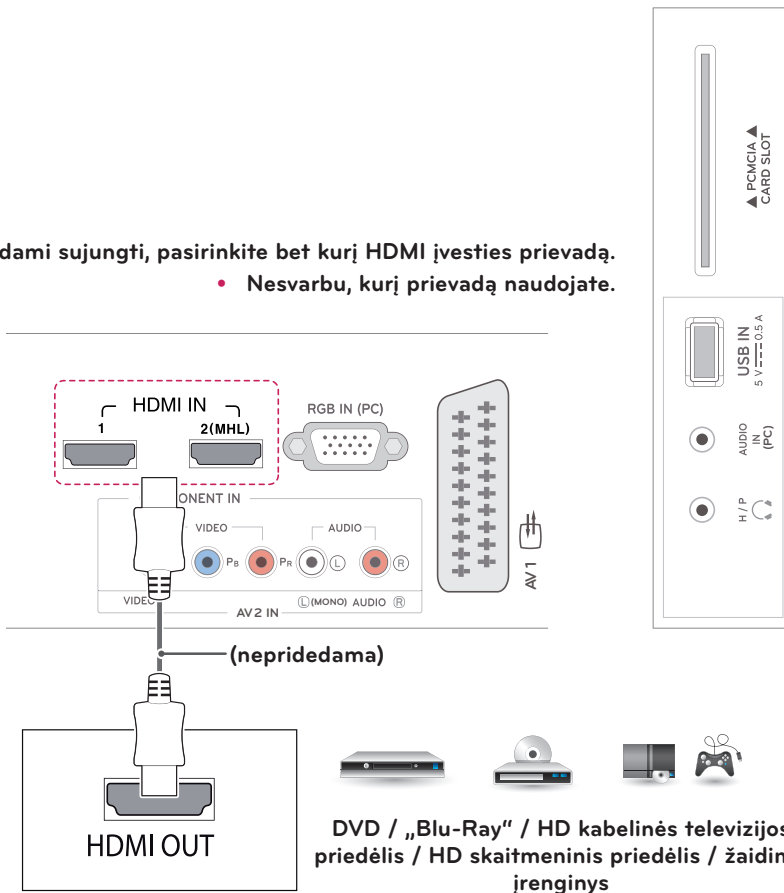 dami sujungti, pasirinkite bet kurį HDMI įvesties prievadą.
• Nesvarbu, kurį prievadą naudojate.
HDMI IN
1
2(MHL)
RGB IN (PC)
ONENT IN
VIDEO
AUDIO
PB
PR
L
R
VIDEO
L(MONO) AUDIO R
AV2 IN
AV 1
▲ PCMCIA ▲
CARD SLOT
USB IN
5 V 0.5 A
AUDIO
IN
(PC)
H / P
(nepridedama)
HDMI OUT
DVD / „Blu-Ray“ / HD kabelinės televizijos
priedėlis / HD skaitmeninis priedėlis / žaidim
įrenginys